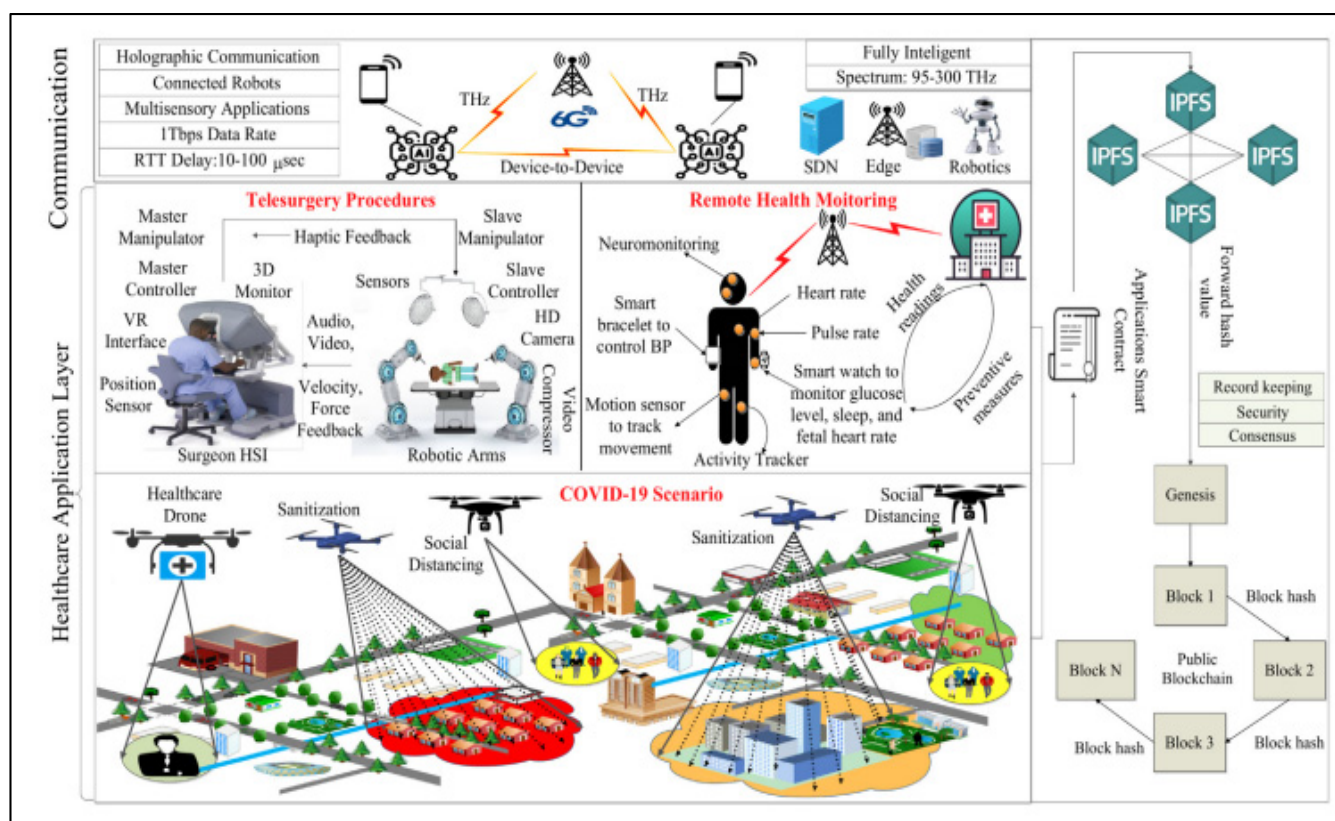 Communication
Holographic Communication
Connected Robots
Multisensory Applications
1Tbps Data Rate
RTT Delay:10-100 μsec
THz
6G
THz
AI
AI
Device-to-Device
Fully Inteligent
Spectrum: 95-300 THz
SDN
Edge
Robotics
Healthcare Application Layer
Telesurgery Procedures
Master
Manipulator
Haptic Feedback
Slave
Manipulator
Master
Controller
3D
Monitor
Sensors
Slave
Controller
VR
Interface
Audio,
Video,
HD
Camera
Position
Sensor
Velocity,
Force
Feedback
Video
Compressor
Surgeon HSI
Robotic Arms
Remote Health Moitoring
Neuromonitoring
Smart
bracelet to
control BP
Heart rate
Pulse rate
Health
readings
Preventive
measures
Motion sensor
to track
movement
Smart watch to
monitor glucose
level, sleep, and
fetal heart rate
Activity Tracker
COVID-19 Scenario
Healthcare
Drone
Sanitization
Social
Distancing
Sanitization
Social
Distancing
IPFS
IPFS
IPFS
IPFS
Applications Smart
Contract
Forward hash
value
Record keeping
Security
Consensus
Genesis
Block 1
Block hash
Block N
Public
Blockchain
Block 2
Block hash
Block 3
Block hash